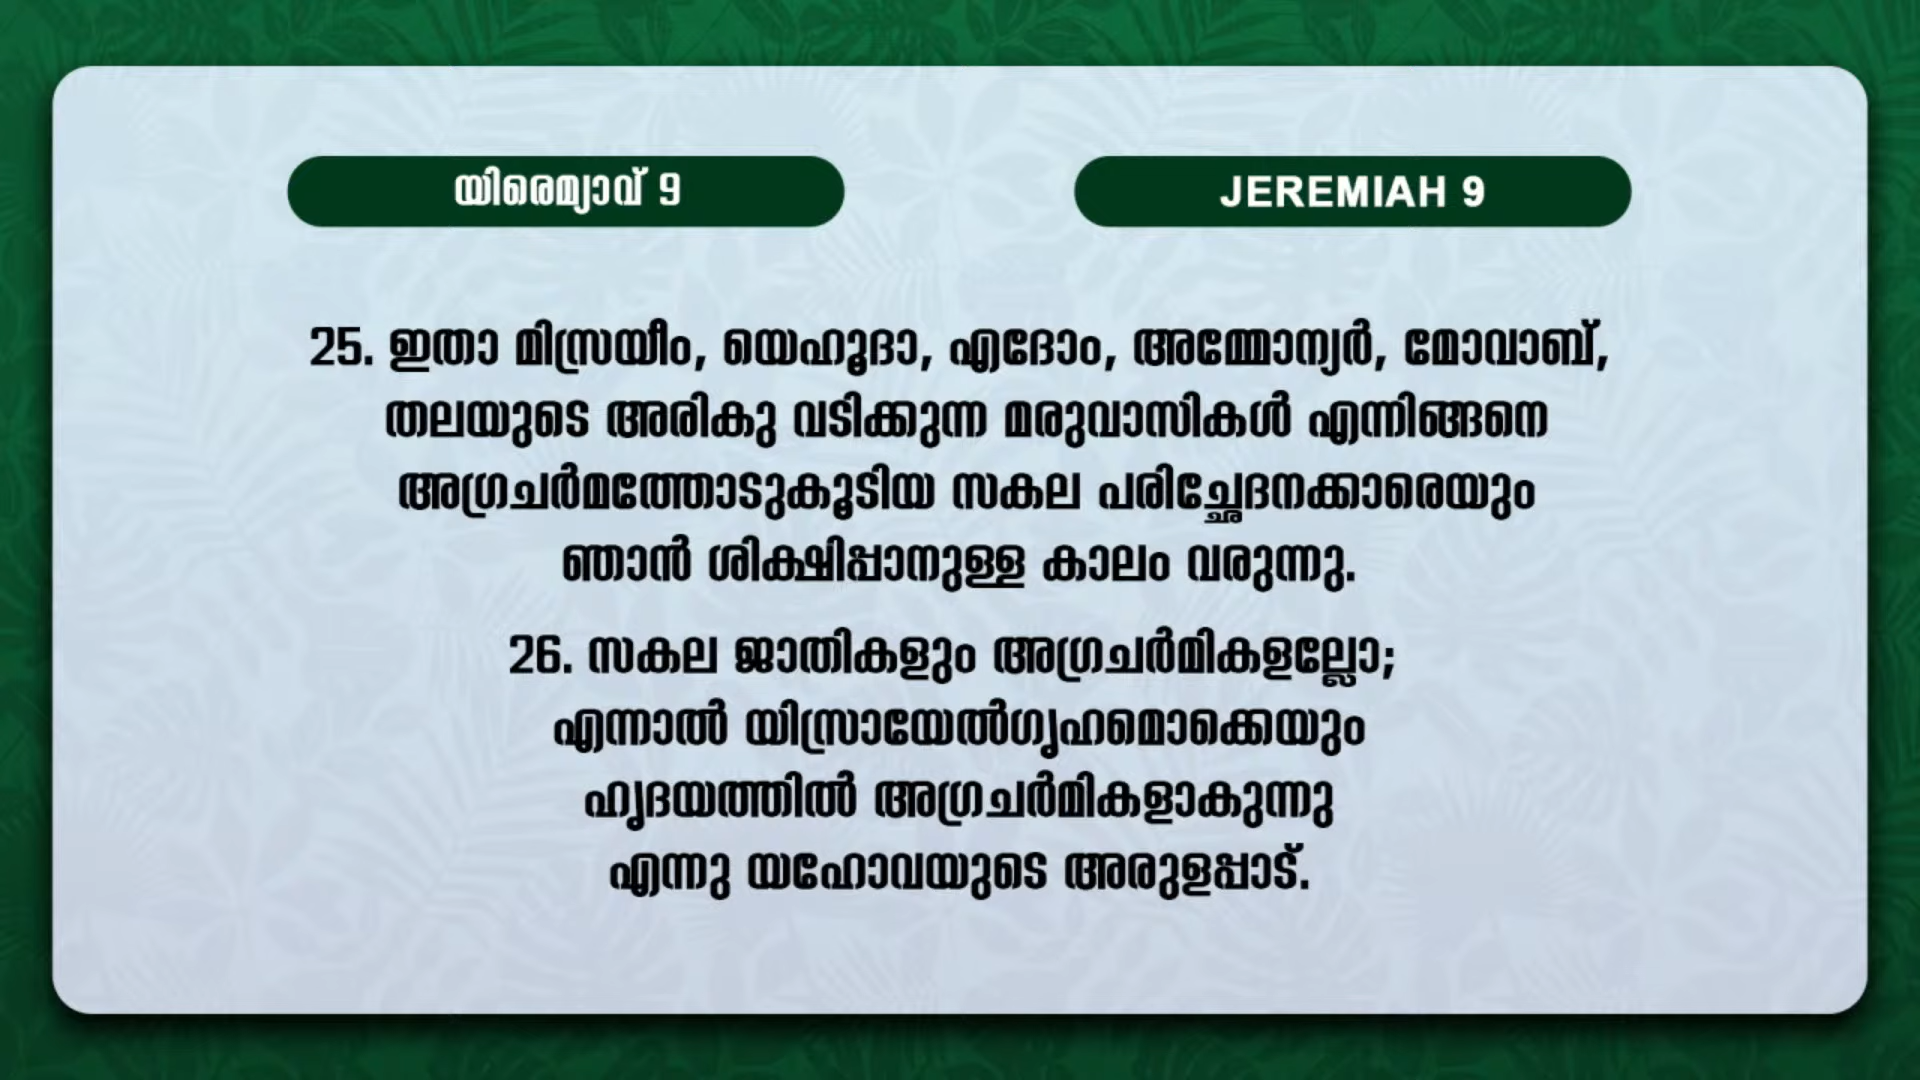 യിരെമ്യാവ് 9
JEREMIAH 9
25. ഇതാ മിസ്രയീം, യെഹൂദാ, എദോം, അമ്മോന്യർ, മോവാബ്,
തലയുടെ അരികു വടിക്കുന്ന മരുവാസികൾ എന്നിങ്ങനെ
അഗ്രചർമത്തോടുകൂടിയ സകല പരിച്ഛേദനക്കാരെയും
ഞാൻ ശിക്ഷിപ്പാനുള്ള കാലം വരുന്നു.
26. സകല ജാതികളും അഗ്രചർമികളല്ലോ;
എന്നാൽ യിസ്രായേൽഗൃഹമൊക്കെയും
ഹൃദയത്തിൽ അഗ്രചർമികളാകുന്നു
എന്നു യഹോവയുടെ അരുളപ്പാട്.